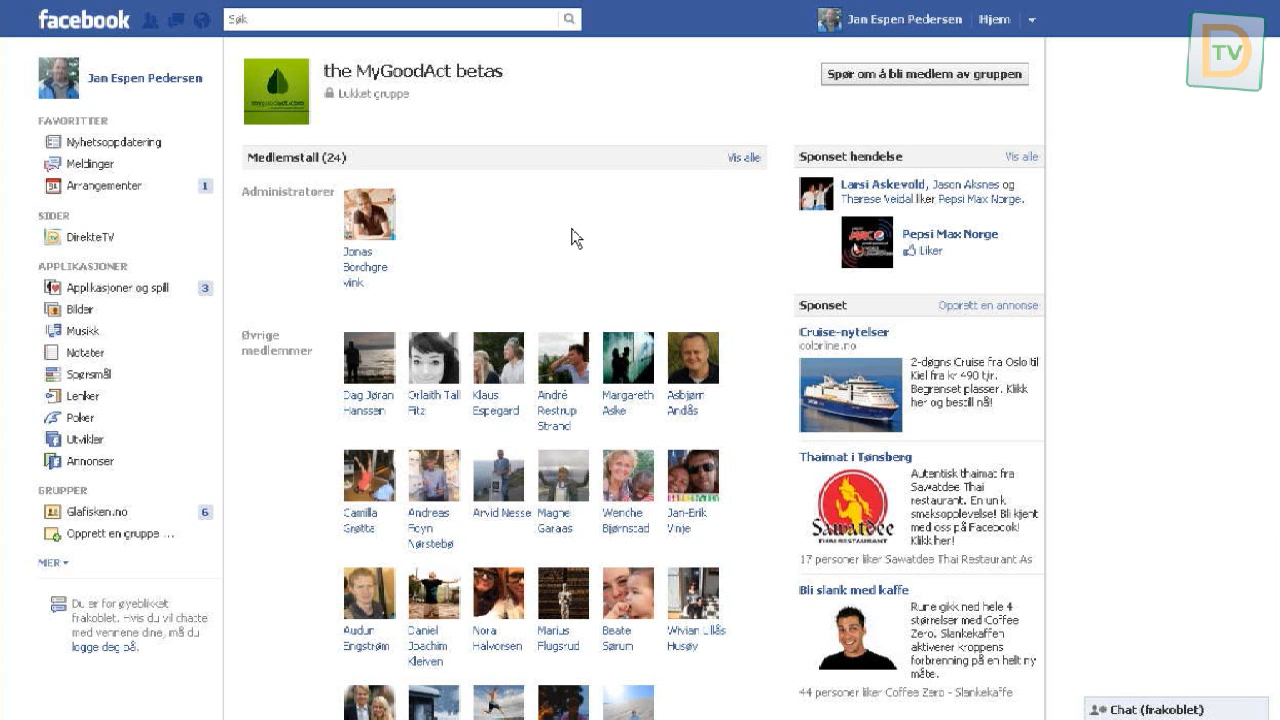 facebook
Søk
Jan Espen Pedersen
Hjem
D
TV
Jan Espen Pedersen
FAVORITTER
Nyhetsoppdatering
Meldinger
Arrangementer 1
SIDER
DirekteTV
APPLIKASJONER
Applikasjoner og spill 3
Bilder
Musikk
Notater
Spørsmål
Lenker
Poker
Utvikler
Annonser
GRUPPER
Glafisken.no 6
Opprett en gruppe ...
MER
Du er for øyeblikket
frakoblet. Hvis du vil chatte
med vennene dine, må du
logge deg på.
mygoodact.com
the MyGoodAct betas
Lukket gruppe
Spør om å bli medlem av gruppen
Medlemstall (24)
Vis alle
Administratorer
Jonas
Bordhgre
vink
Øvrige
medlemmer
Dag Jøran
Hanssen
Orlaith Tall
Fitz
Klaus
Espegard
André
Restrup
Strand
Margareth
Aske
Asbjørn
Andås
Camilla
Grøtta
Andreas
Foyn
Nørstebø
Arvid Nesse
Magne
Garaas
Wenche
Bjørnstad
Jan-Erik
Vinje
Audun
Engstrøm
Daniel
Joachim
Kleiven
Nora
Halvorsen
Marius
Flugsrud
Beate
Sørum
Wivian Lillås
Husøy
Sponset hendelse
Vis alle
Larsi Askevold, Jason Aksnes og
Therese Veidal liker Pepsi Max Norge.
Pepsi Max Norge
Liker
Sponset
Opprett en annonse
Cruise-nytelser
colorline.no
2-døgns Cruise fra Oslo til
Kiel fra kr 490 t/r.
Begrenset plasser. Klikk
her og bestill nå!
Thaimat i Tønsberg
Sawatdee
THAI RESTAURANT
Autentisk thaimat fra
Sawatdee Thai
restaurant. En unik
smaksopplevelse! Bli kjent
med oss på Facebook!
Klikk her!
17 personer liker Sawatdee Thai Restaurant As
Bli slank med kaffe
Rune gikk ned hele 4
størrelser med Coffee
Zero. Slankekaffen
aktiverer kroppens
forbrenning på en helt ny
måte.
44 personer liker Coffee Zero - Slankekaffe
Chat (frakoblet)